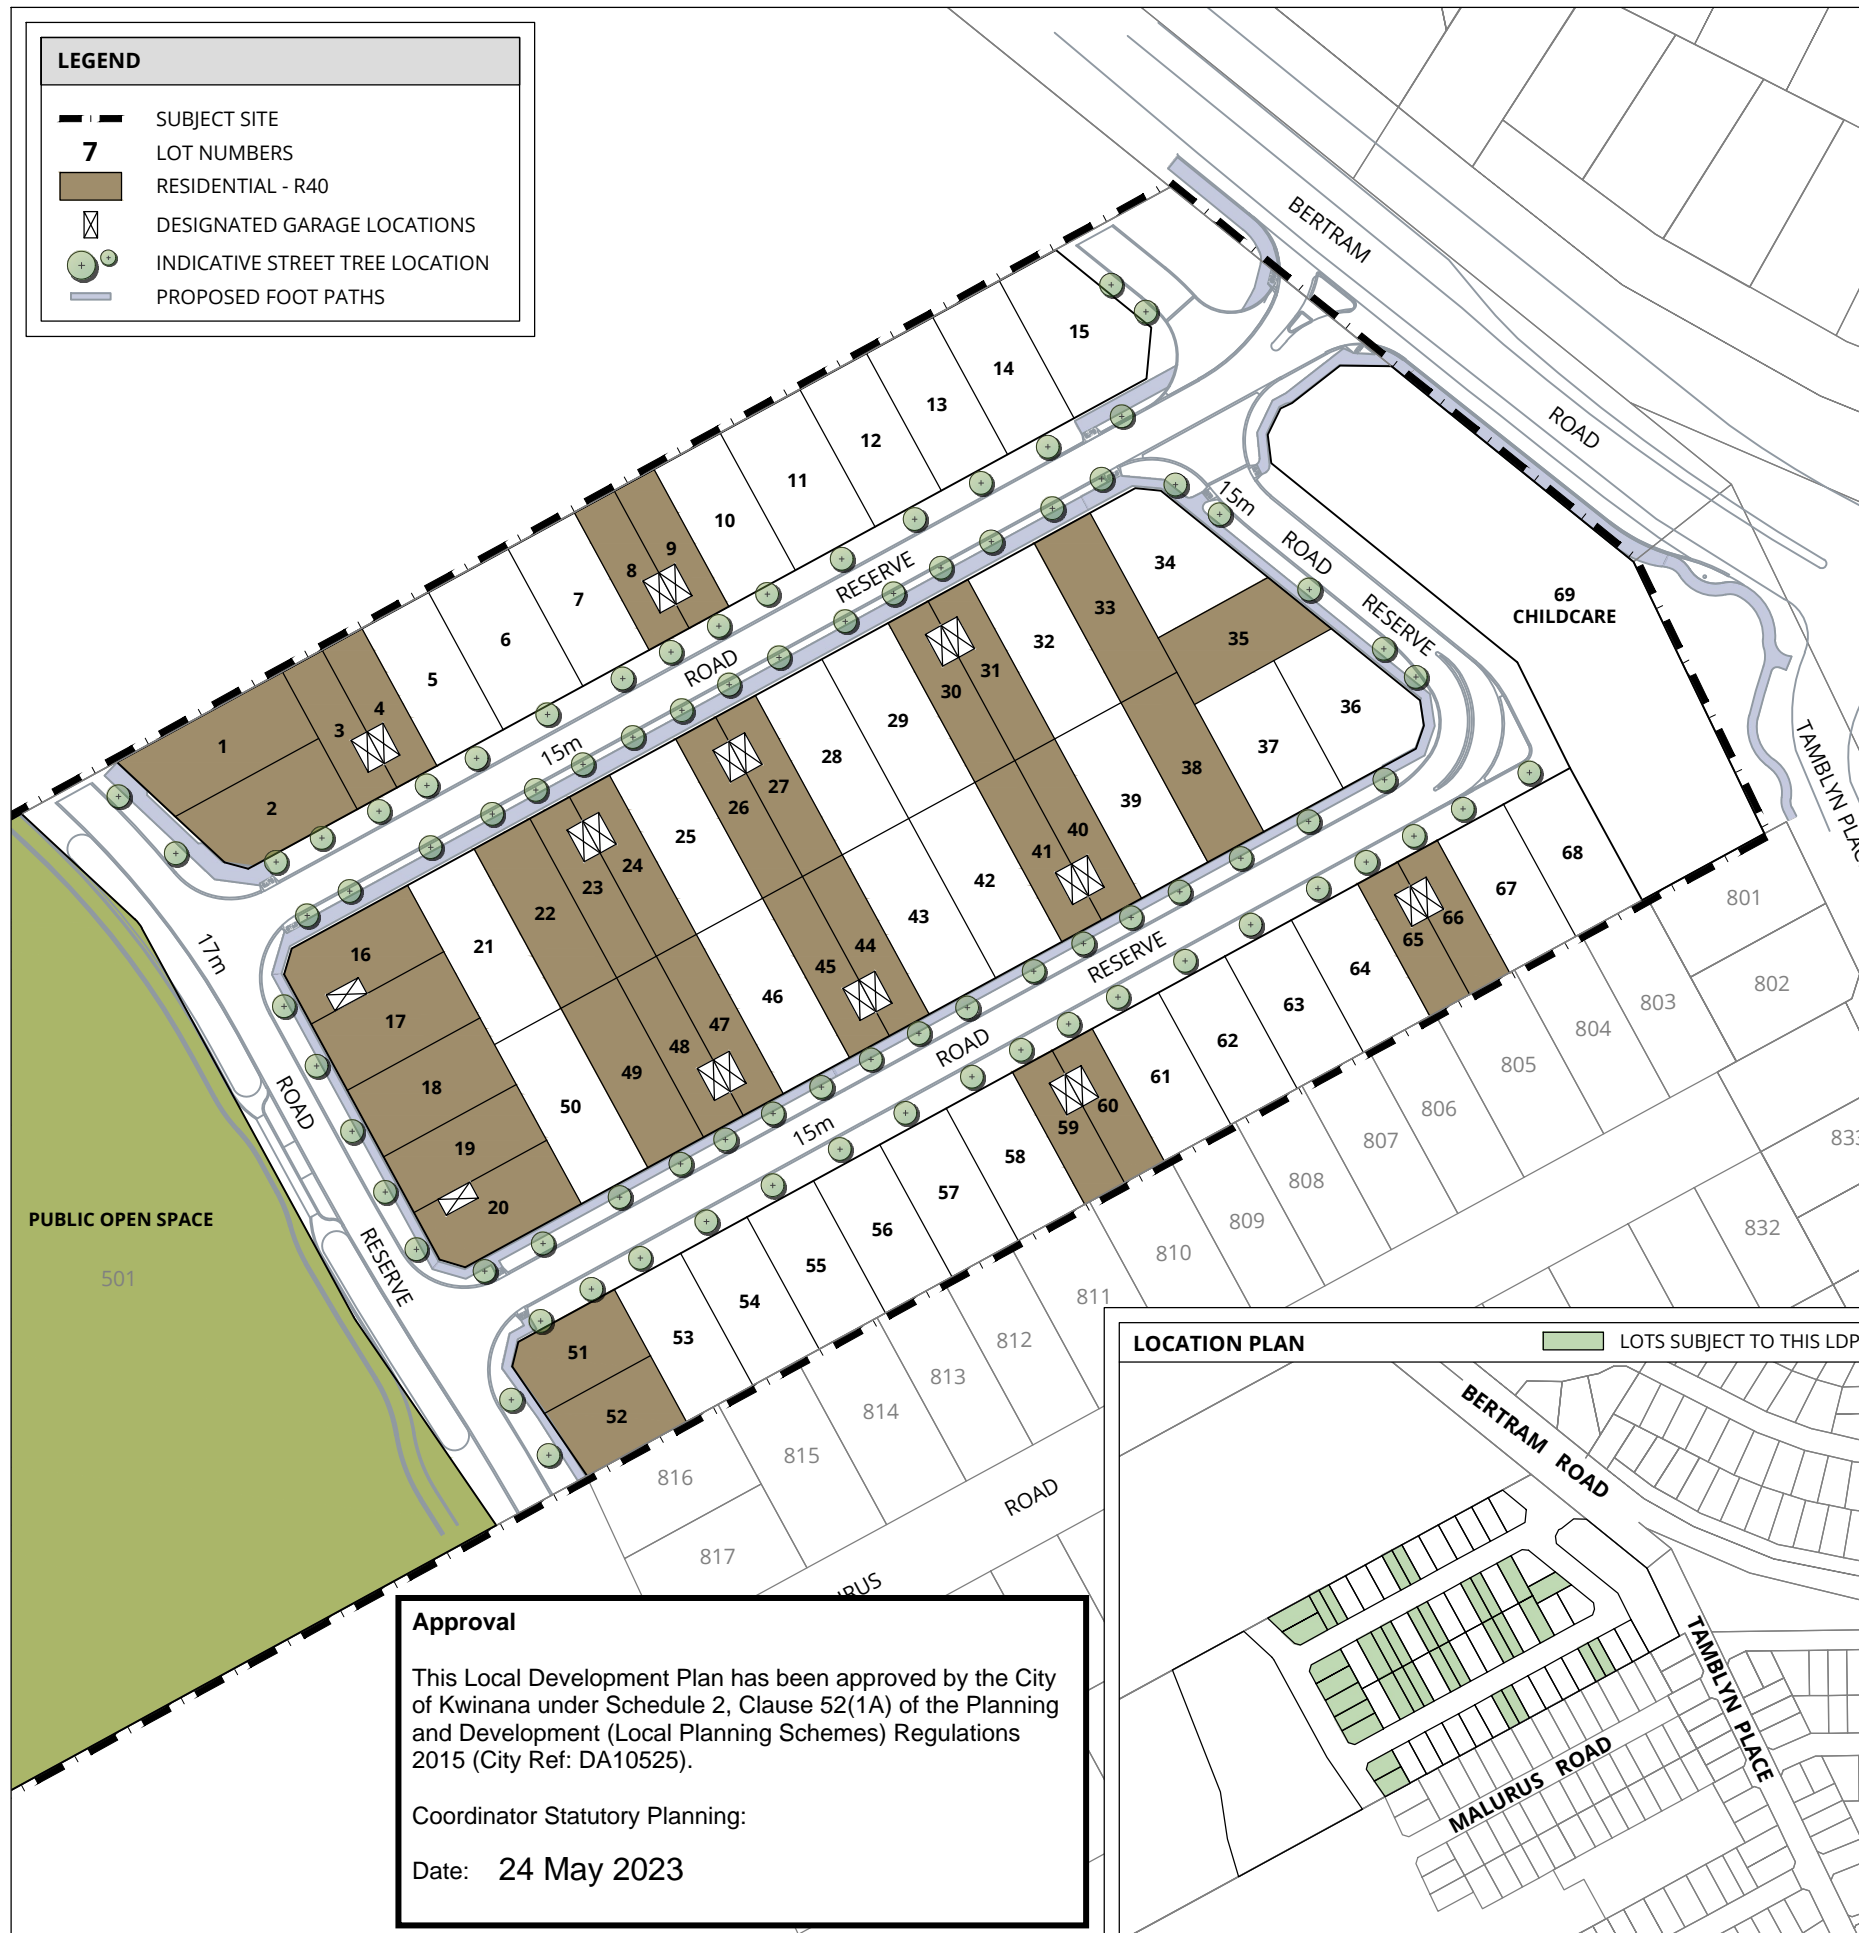 LEGEND
SUBJECT SITE
7 LOT NUMBERS
RESIDENTIAL - R40
DESIGNATED GARAGE LOCATIONS
INDICATIVE STREET TREE LOCATION
PROPOSED FOOT PATHS
BERTRAM
ROAD
15
14
13
12
11
10
9
8
7
6
5
4
3
1
2
15m
ROAD
RESERVE
15m
ROAD
RESERVE
69
CHILDCARE
TAMBLYN PLAC
34
33
35
32
31
30
29
28
27
26
25
24
23
22
21
16
17
18
19
20
36
37
38
39
40
41
42
43
44
45
46
47
48
49
50
17m
ROAD
RESERVE
15m
ROAD
RESERVE
PUBLIC OPEN SPACE
501
51
52
53
54
55
56
57
58
59
60
61
62
63
64
65
66
67
68
801
802
803
804
805
806
807
808
809
810
811
812
813
814
815
816
817
832
833
ROAD
RUS
LOCATION PLAN
LOTS SUBJECT TO THIS LDP
BERTRAM ROAD
TAMBLYN PLACE
MALURUS ROAD
Approval
This Local Development Plan has been approved by the City
of Kwinana under Schedule 2, Clause 52(1A) of the Planning
and Development (Local Planning Schemes) Regulations
2015 (City Ref: DA10525).
Coordinator Statutory Planning:
Date: 24 May 2023